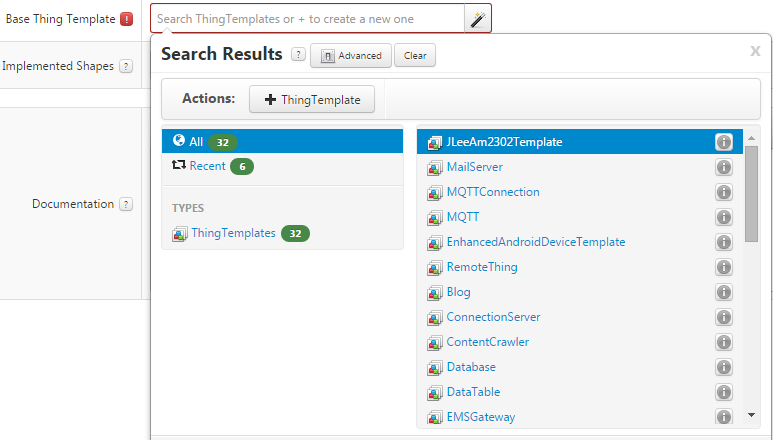 Base Thing Template !
Search ThingTemplates or + to create a new one
Search Results ? Advanced Clear X
Implemented Shapes ?
Actions: + ThingTemplate
All 32
Recent 6
TYPES
ThingTemplates 32
JLeeAm2302Template
MailServer
MQTTConnection
MQTT
EnhancedAndroidDeviceTemplate
RemoteThing
Blog
ConnectionServer
ContentCrawler
Database
DataTable
EMSGateway
Documentation ?